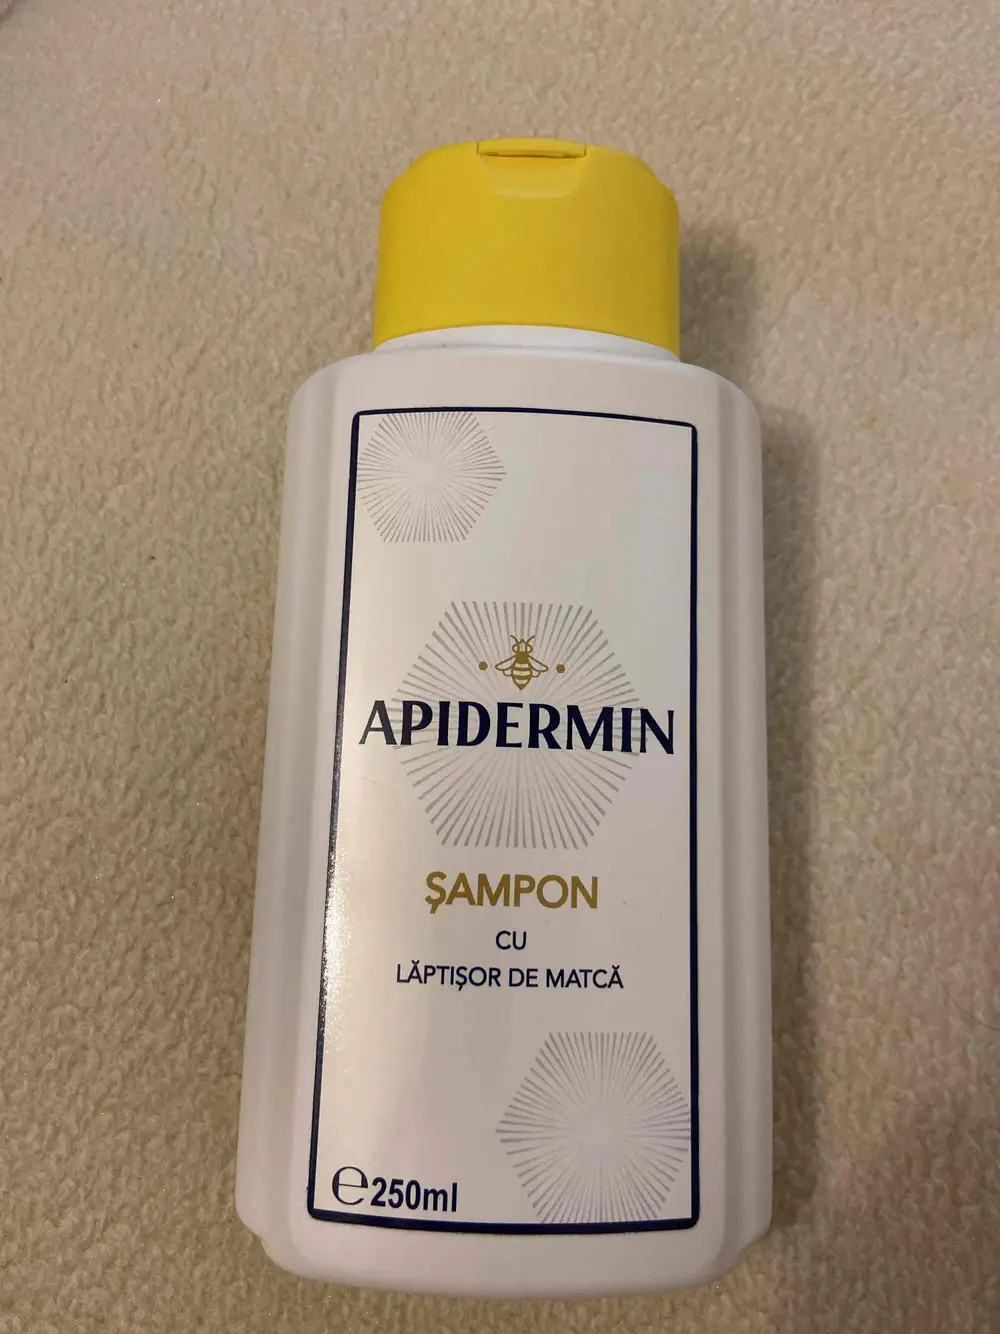 APIDERMIN
ŞAMPON
CU
LĂPTIŞOR DE MATCĂ
℮250ml